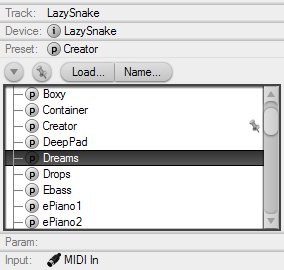 Track: LazySnake
Device: i LazySnake
Preset: p Creator
Load... Name...
p Boxy
p Container
p Creator
p DeepPad
p Dreams
p Drops
p Ebass
p ePiano1
p ePiano2
Param:
Input: MIDI In